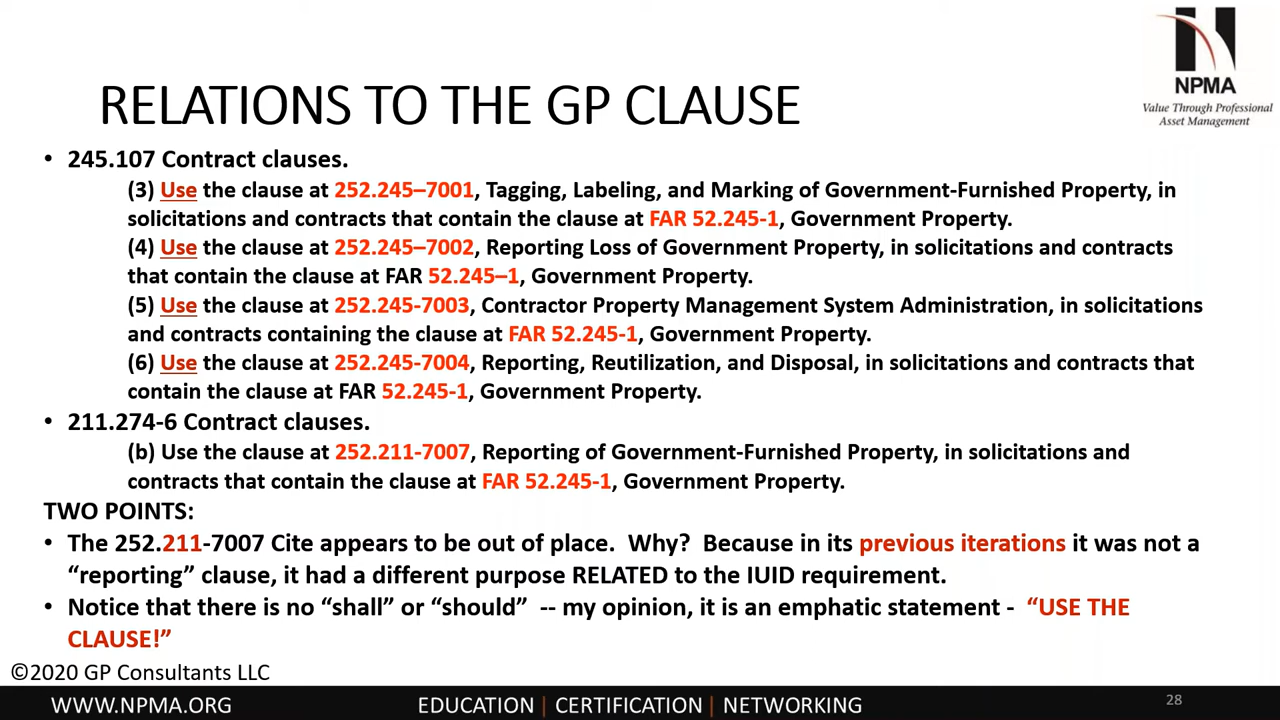 NPMA
Value Through Professional
Asset Management
RELATIONS TO THE GP CLAUSE
• 245.107 Contract clauses.
(3) Use the clause at 252.245–7001, Tagging, Labeling, and Marking of Government-Furnished Property, in
solicitations and contracts that contain the clause at FAR 52.245-1, Government Property.
(4) Use the clause at 252.245–7002, Reporting Loss of Government Property, in solicitations and contracts
that contain the clause at FAR 52.245–1, Government Property.
(5) Use the clause at 252.245-7003, Contractor Property Management System Administration, in solicitations
and contracts containing the clause at FAR 52.245-1, Government Property.
(6) Use the clause at 252.245-7004, Reporting, Reutilization, and Disposal, in solicitations and contracts that
contain the clause at FAR 52.245-1, Government Property.
• 211.274-6 Contract clauses.
(b) Use the clause at 252.211-7007, Reporting of Government-Furnished Property, in solicitations and
contracts that contain the clause at FAR 52.245-1, Government Property.
TWO POINTS:
• The 252.211-7007 Cite appears to be out of place. Why? Because in its previous iterations it was not a
“reporting” clause, it had a different purpose RELATED to the IUID requirement.
• Notice that there is no “shall” or “should” -- my opinion, it is an emphatic statement - “USE THE
CLAUSE!”
©2020 GP Consultants LLC
WWW.NPMA.ORG EDUCATION | CERTIFICATION | NETWORKING 28